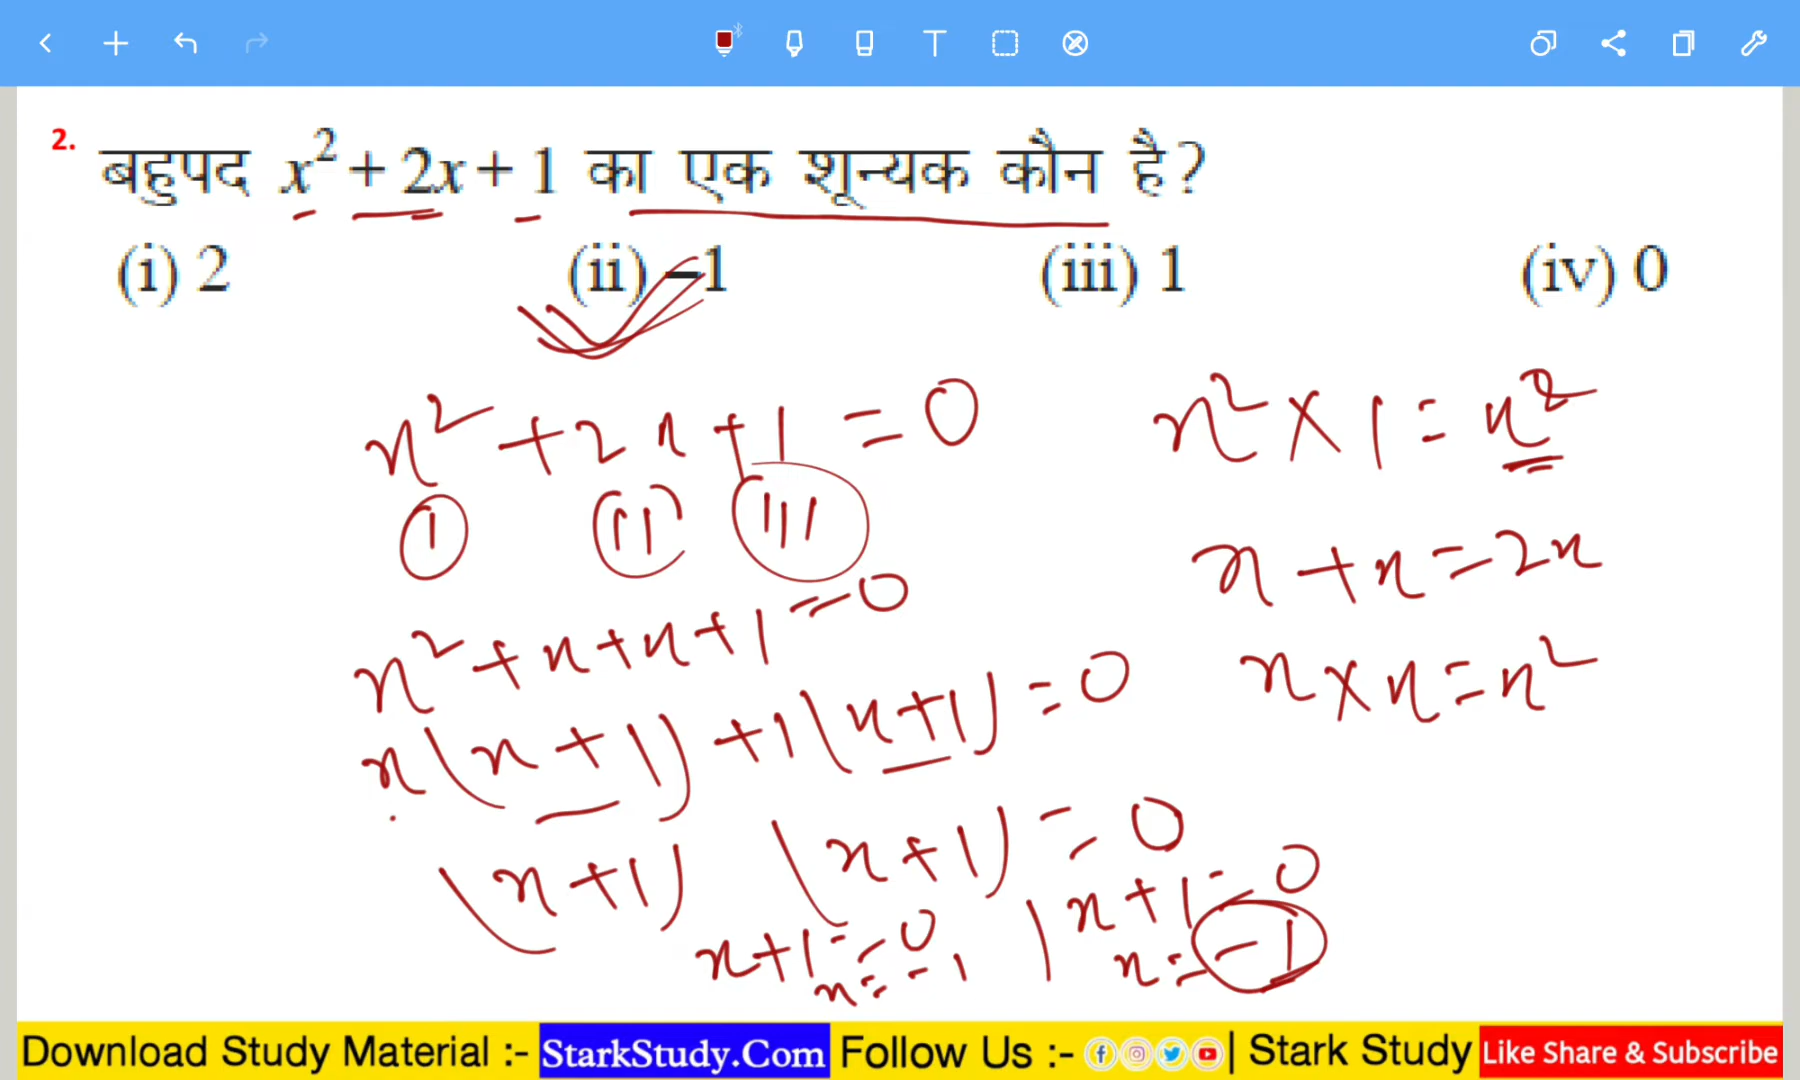 2. बहुपद x² + 2x + 1 का एक शून्यक कौन है?
(i) 2 (ii) –1 (iii) 1 (iv) 0
x² + 2x + 1 = 0
x² × 1 = x²
(I) (II) (III)
x + x = 2x
x² + x + x + 1 = 0
x × x = x²
x(x+1) + 1(x+1) = 0
(x+1) (x+1) = 0
x+1 = 0 | x+1 = 0
x = -1 x = -1
Download Study Material :- StarkStudy.Com Follow Us :- | Stark Study Like Share & Subscribe